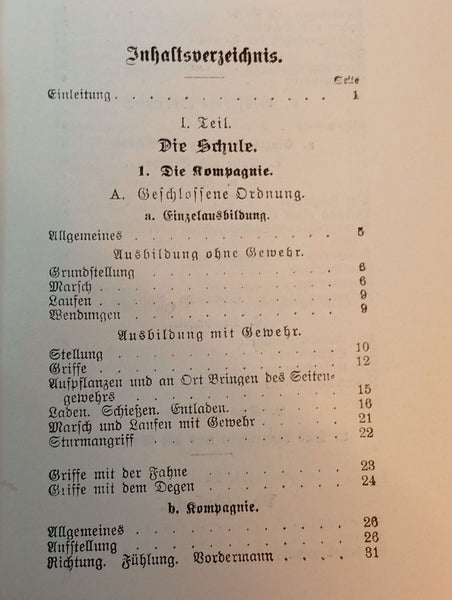 Inhaltsverzeichnis.
Seite
Einleitung . . . . . . . . . . . 1
I. Teil.
Die Schule.
1. Die Kompagnie.
A. Geschlossene Ordnung.
a. Einzelausbildung.
Allgemeines . . . . . . . . . . 5
Ausbildung ohne Gewehr.
Grundstellung . . . . . . . . . . 6
Marsch . . . . . . . . . . . 6
Laufen . . . . . . . . . . . 9
Wendungen . . . . . . . . . . 9
Ausbildung mit Gewehr.
Stellung . . . . . . . . . . . 10
Griffe . . . . . . . . . . . 12
Aufpflanzen und an Ort Bringen des Seiten-
gewehrs . . . . . . . . . . 15
Laden. Schießen. Entladen. . . . . . . 16
Marsch und Laufen mit Gewehr . . . . . 21
Sturmangriff . . . . . . . . . . 22
Griffe mit der Fahne . . . . . . . . 23
Griffe mit dem Degen . . . . . . . . 24
b. Kompagnie.
Allgemeines . . . . . . . . . . 26
Aufstellung . . . . . . . . . . 26
Richtung. Fühlung. Vordermann . . . . 31